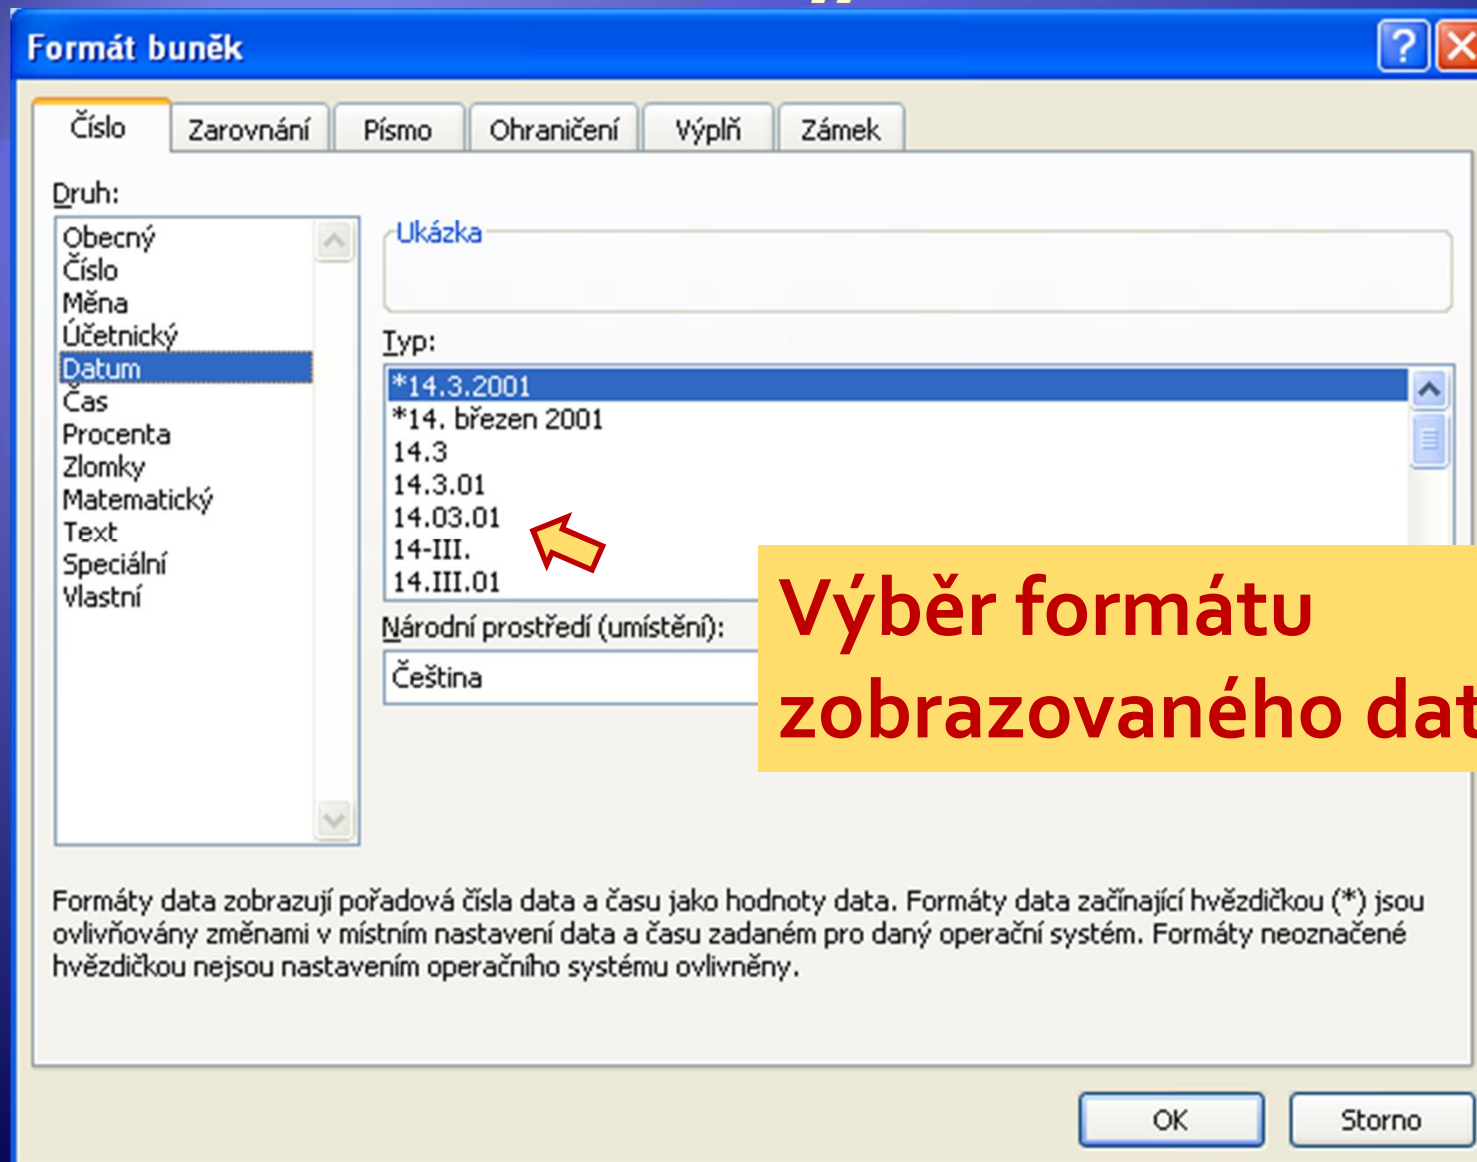 Formát buněk
Číslo Zarovnání Písmo Ohraničení Výplň Zámek
Druh:
Obecný
Číslo
Měna
Účetnický
Datum
Čas
Procenta
Zlomky
Matematický
Text
Speciální
Vlastní
Ukázka
Typ:
*14.3.2001
*14. březen 2001
14.3
14.3.01
14.03.01
14-III.
14.III.01
Národní prostředí (umístění):
Čeština
Výběr formátu
zobrazovaného dat
Formáty data zobrazují pořadová čísla data a času jako hodnoty data. Formáty data začínající hvězdičkou (*) jsou
ovlivňovány změnami v místním nastavení data a času zadaném pro daný operační systém. Formáty neoznačené
hvězdičkou nejsou nastavením operačního systému ovlivněny.
OK Storno